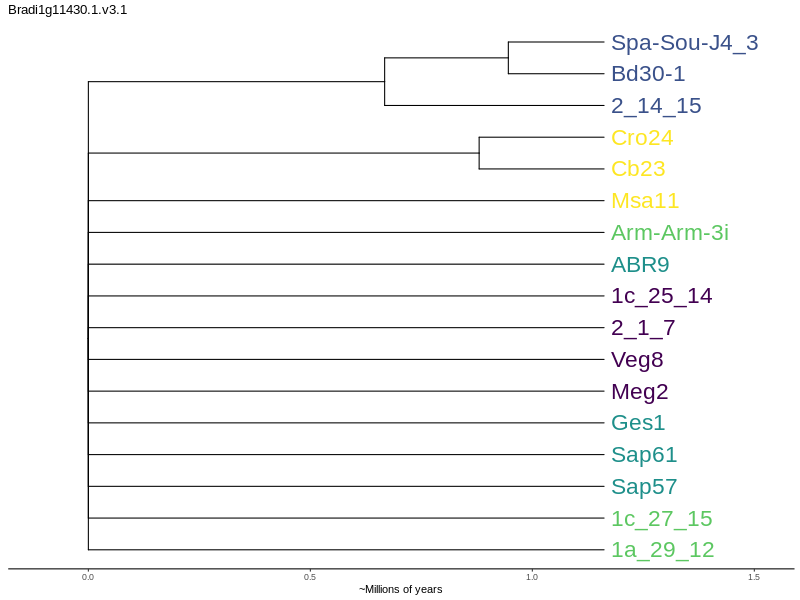 Bradi1g11430.1.v3.1
Spa-Sou-J4_3
Bd30-1
2_14_15
Cro24
Cb23
Msa11
Arm-Arm-3i
ABR9
1c_25_14
2_1_7
Veg8
Meg2
Ges1
Sap61
Sap57
1c_27_15
1a_29_12
0.0 0.5 1.0 1.5
~Millions of years